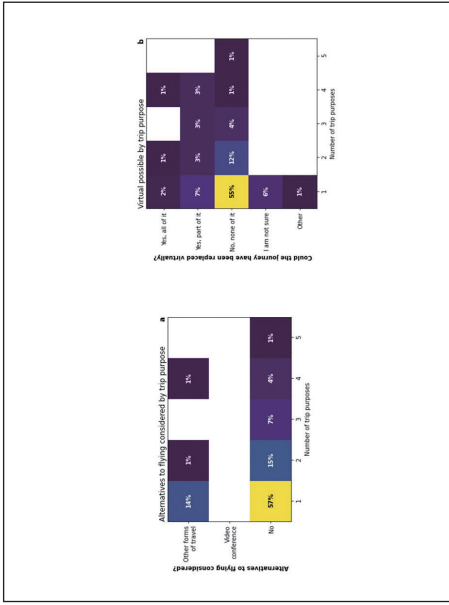 a
Alternatives to flying considered by trip purpose
Alternatives to flying considered?
Other forms
of travel
14%
1%
1%
Video
conference
No
57%
15%
7%
4%
1%
1
2
3
4
5
Number of trip purposes
b
Virtual possible by trip purpose
Could the journey have been replaced virtually?
Yes, all of it
2%
1%
1%
Yes, part of it
7%
3%
3%
3%
No, none of it
55%
12%
4%
1%
1%
I am not sure
6%
Other
1%
1
2
3
4
5
Number of trip purposes